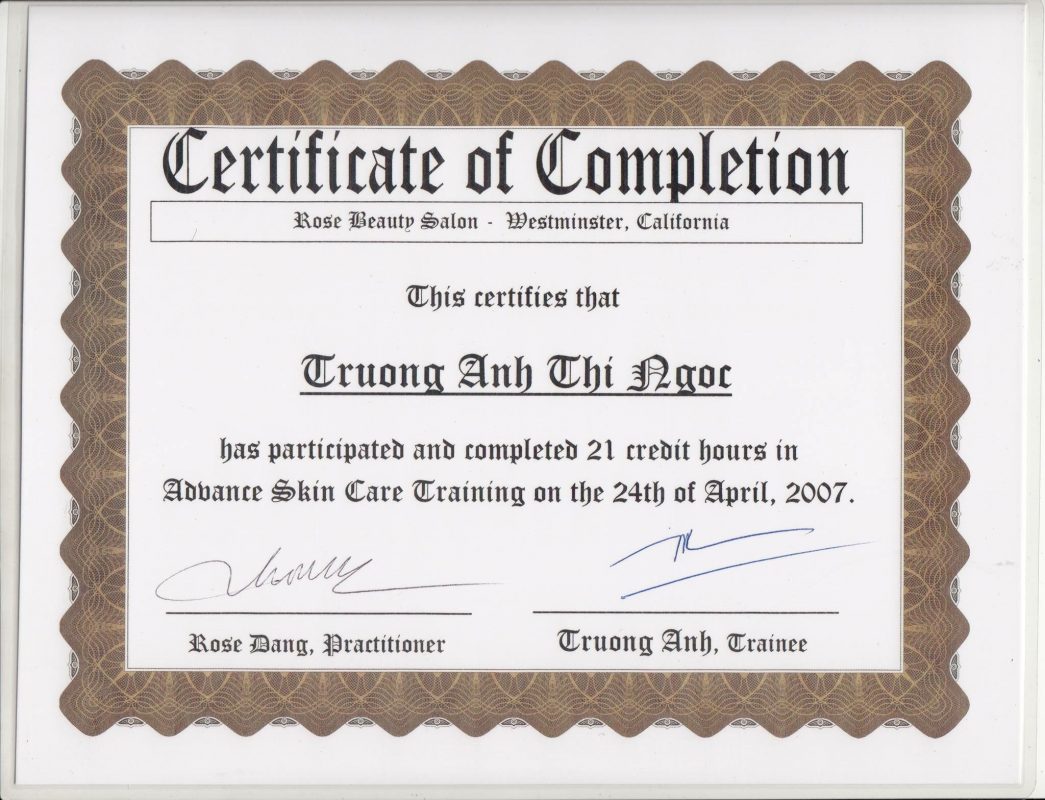 Certificate of Completion
Rose Beauty Salon - Westminster, California
This certifies that
Truong Anh Thi Ngoc
has participated and completed 21 credit hours in
Advance Skin Care Training on the 24th of April, 2007.
Rose Dang, Practitioner
Truong Anh, Trainee